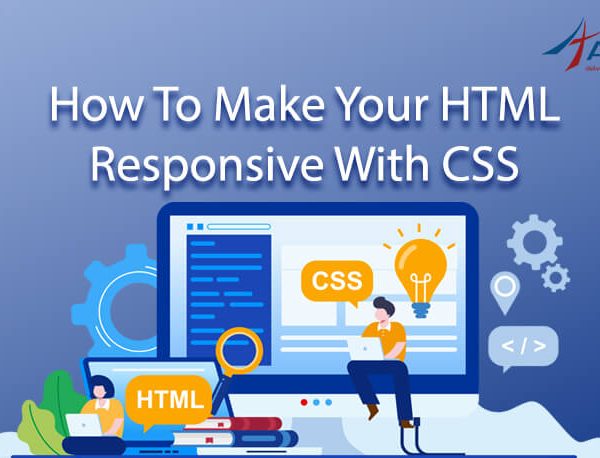 How To Make Your HTML
Responsive With CSS
CSS
</>
HTML